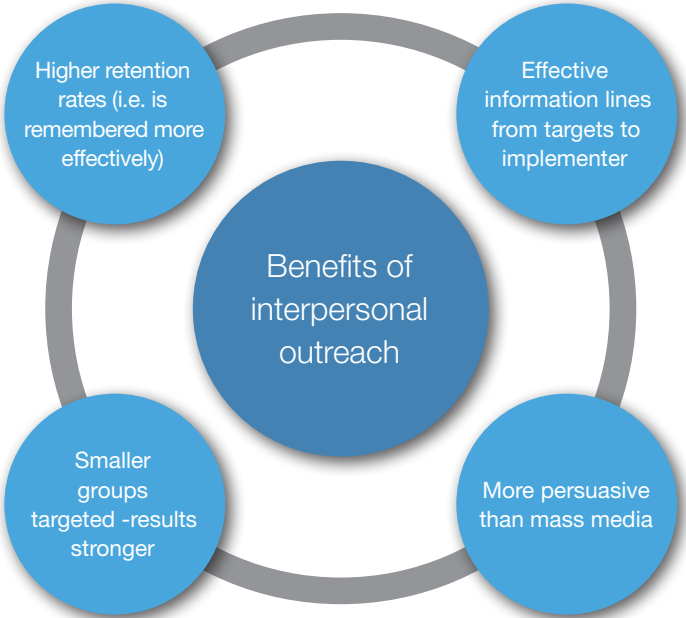 Higher retention
rates (i.e. is
remembered more
effectively)
Effective
information lines
from targets to
implementer
Benefits of
interpersonal
outreach
Smaller
groups
targeted -results
stronger
More persuasive
than mass media